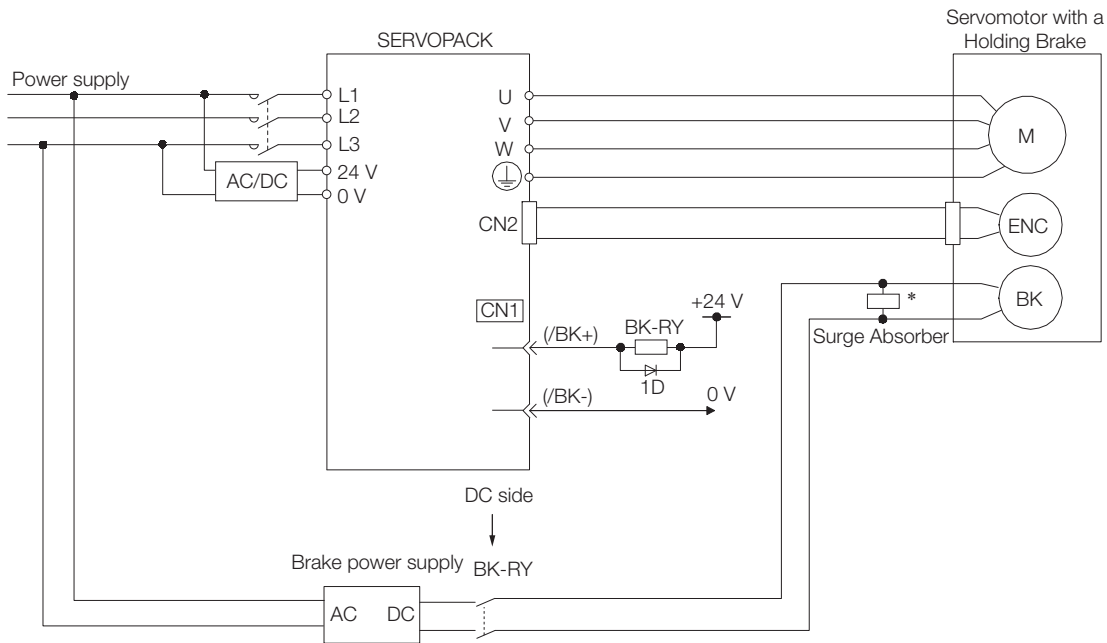 Servomotor with a
Holding Brake
SERVOPACK
Power supply
L1
L2
L3
24 V
0 V
AC/DC
U
V
W
M
CN2
ENC
CN1
BK
*
Surge Absorber
+24 V
(/BK+)
BK-RY
1D
(/BK-)
0 V
DC side
Brake power supply
BK-RY
AC
DC